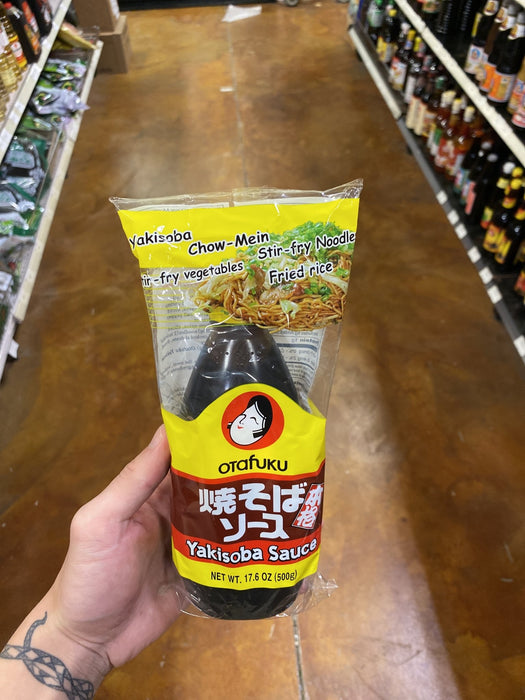 Yakisoba
Chow-Mein
Stir-fry Noodle
tir-fry vegetables
Fried rice
OTafUKU
焼そば
ソース
本格
Yakisoba Sauce
NET WT. 17.6 OZ (500g)